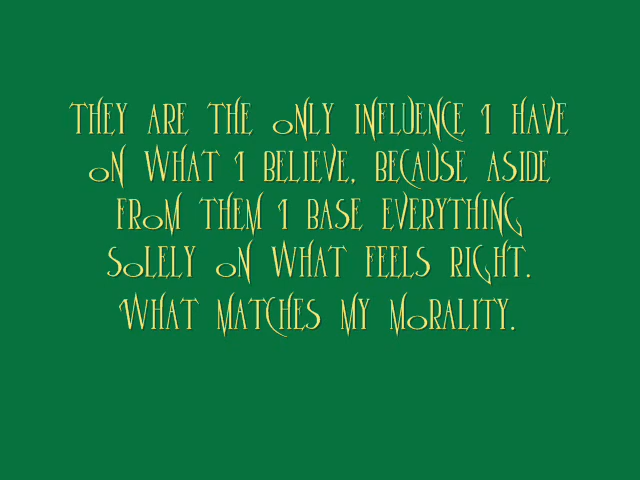 They are the only influence I have
on what I believe, because aside
from them I base everything
solely on what feels right.
What matches my morality.